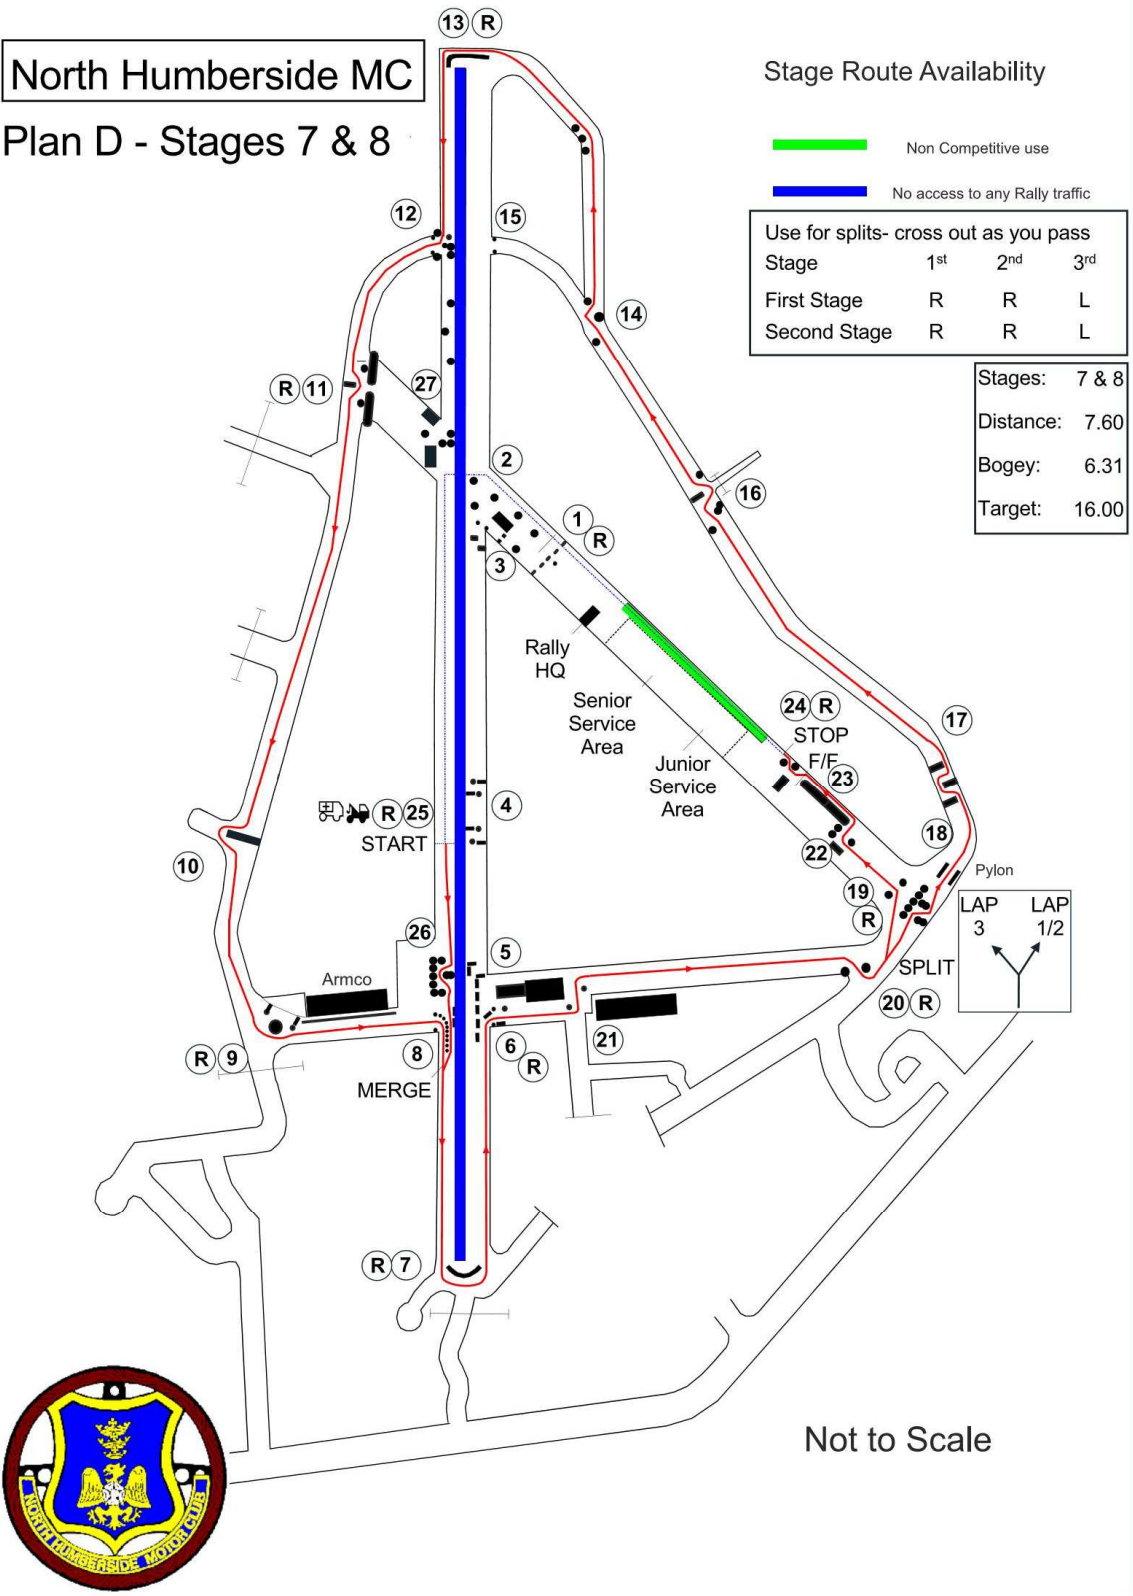 13 R
North Humberside MC
Plan D - Stages 7 & 8
Stage Route Availability
Non Competitive use
No access to any Rally traffic
Use for splits- cross out as you pass
Stage 1st 2nd 3rd
First Stage R R L
Second Stage R R L
Stages: 7 & 8
Distance: 7.60
Bogey: 6.31
Target: 16.00
12
15
14
R 11
27
2
16
1
R
3
Rally
HQ
Senior
Service
Area
Junior
Service
Area
24 R
STOP
F/F
23
17
4
R 25
START
22
18
10
19
R
Pylon
LAP LAP
3 1/2
26
5
SPLIT
20 R
Armco
21
R 9
8
6
R
MERGE
R 7
Not to Scale
NORTH HUMBERSIDE MOTOR CLUB